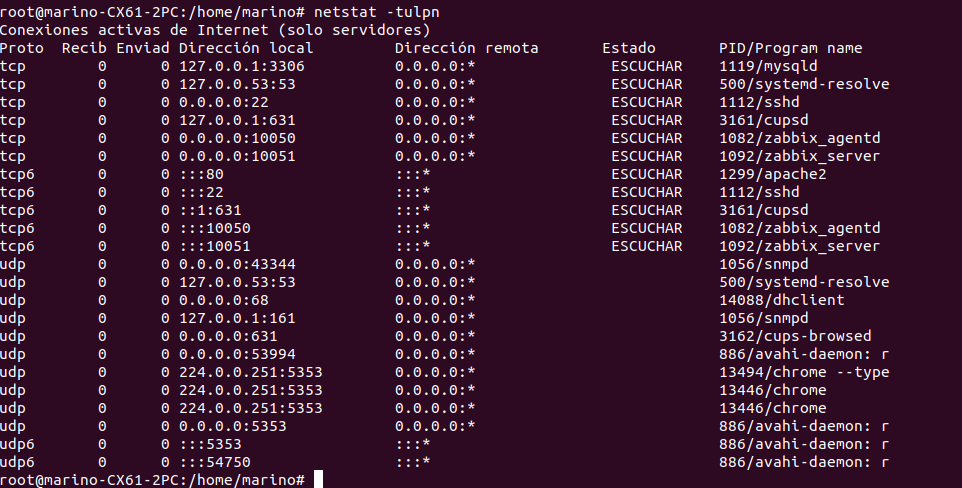 root@marino-CX61-2PC:/home/marino# netstat -tulpn
Conexiones activas de Internet (solo servidores)
Proto  Recib Enviad Dirección local         Dirección remota       Estado       PID/Program name
tcp        0      0 127.0.0.1:3306          0.0.0.0:*               ESCUCHAR    1119/mysqld
tcp        0      0 127.0.0.53:53           0.0.0.0:*               ESCUCHAR    500/systemd-resolve
tcp        0      0 0.0.0.0:22              0.0.0.0:*               ESCUCHAR    1112/sshd
tcp        0      0 127.0.0.1:631           0.0.0.0:*               ESCUCHAR    3161/cupsd
tcp        0      0 0.0.0.0:10050           0.0.0.0:*               ESCUCHAR    1082/zabbix_agentd
tcp        0      0 0.0.0.0:10051           0.0.0.0:*               ESCUCHAR    1092/zabbix_server
tcp6       0      0 :::80                   :::*                    ESCUCHAR    1299/apache2
tcp6       0      0 :::22                   :::*                    ESCUCHAR    1112/sshd
tcp6       0      0 ::1:631                 :::*                    ESCUCHAR    3161/cupsd
tcp6       0      0 :::10050                :::*                    ESCUCHAR    1082/zabbix_agentd
tcp6       0      0 :::10051                :::*                    ESCUCHAR    1092/zabbix_server
udp        0      0 0.0.0.0:43344           0.0.0.0:*                           1056/snmpd
udp        0      0 127.0.0.53:53           0.0.0.0:*                           500/systemd-resolve
udp        0      0 0.0.0.0:68              0.0.0.0:*                           14088/dhclient
udp        0      0 127.0.0.1:161           0.0.0.0:*                           1056/snmpd
udp        0      0 0.0.0.0:631             0.0.0.0:*                           3162/cups-browsed
udp        0      0 0.0.0.0:53994           0.0.0.0:*                           886/avahi-daemon: r
udp        0      0 224.0.0.251:5353        0.0.0.0:*                           13494/chrome --type
udp        0      0 224.0.0.251:5353        0.0.0.0:*                           13446/chrome
udp        0      0 224.0.0.251:5353        0.0.0.0:*                           13446/chrome
udp        0      0 0.0.0.0:5353            0.0.0.0:*                           886/avahi-daemon: r
udp6       0      0 :::5353                 :::*                                886/avahi-daemon: r
udp6       0      0 :::54750                :::*                                886/avahi-daemon: r
root@marino-CX61-2PC:/home/marino#